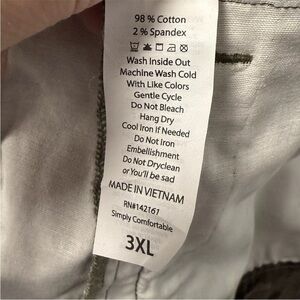 98 % Cotton
2 % Spandex
Wash Inside Out
Machine Wash Cold
With Like Colors
Gentle Cycle
Do Not Bleach
Hang Dry
Cool Iron if Needed
Do Not Iron
Embellishment
Do Not Dryclean
or You'll be sad
MADE IN VIETNAM
RN#142161
Simply Comfortable
3XL